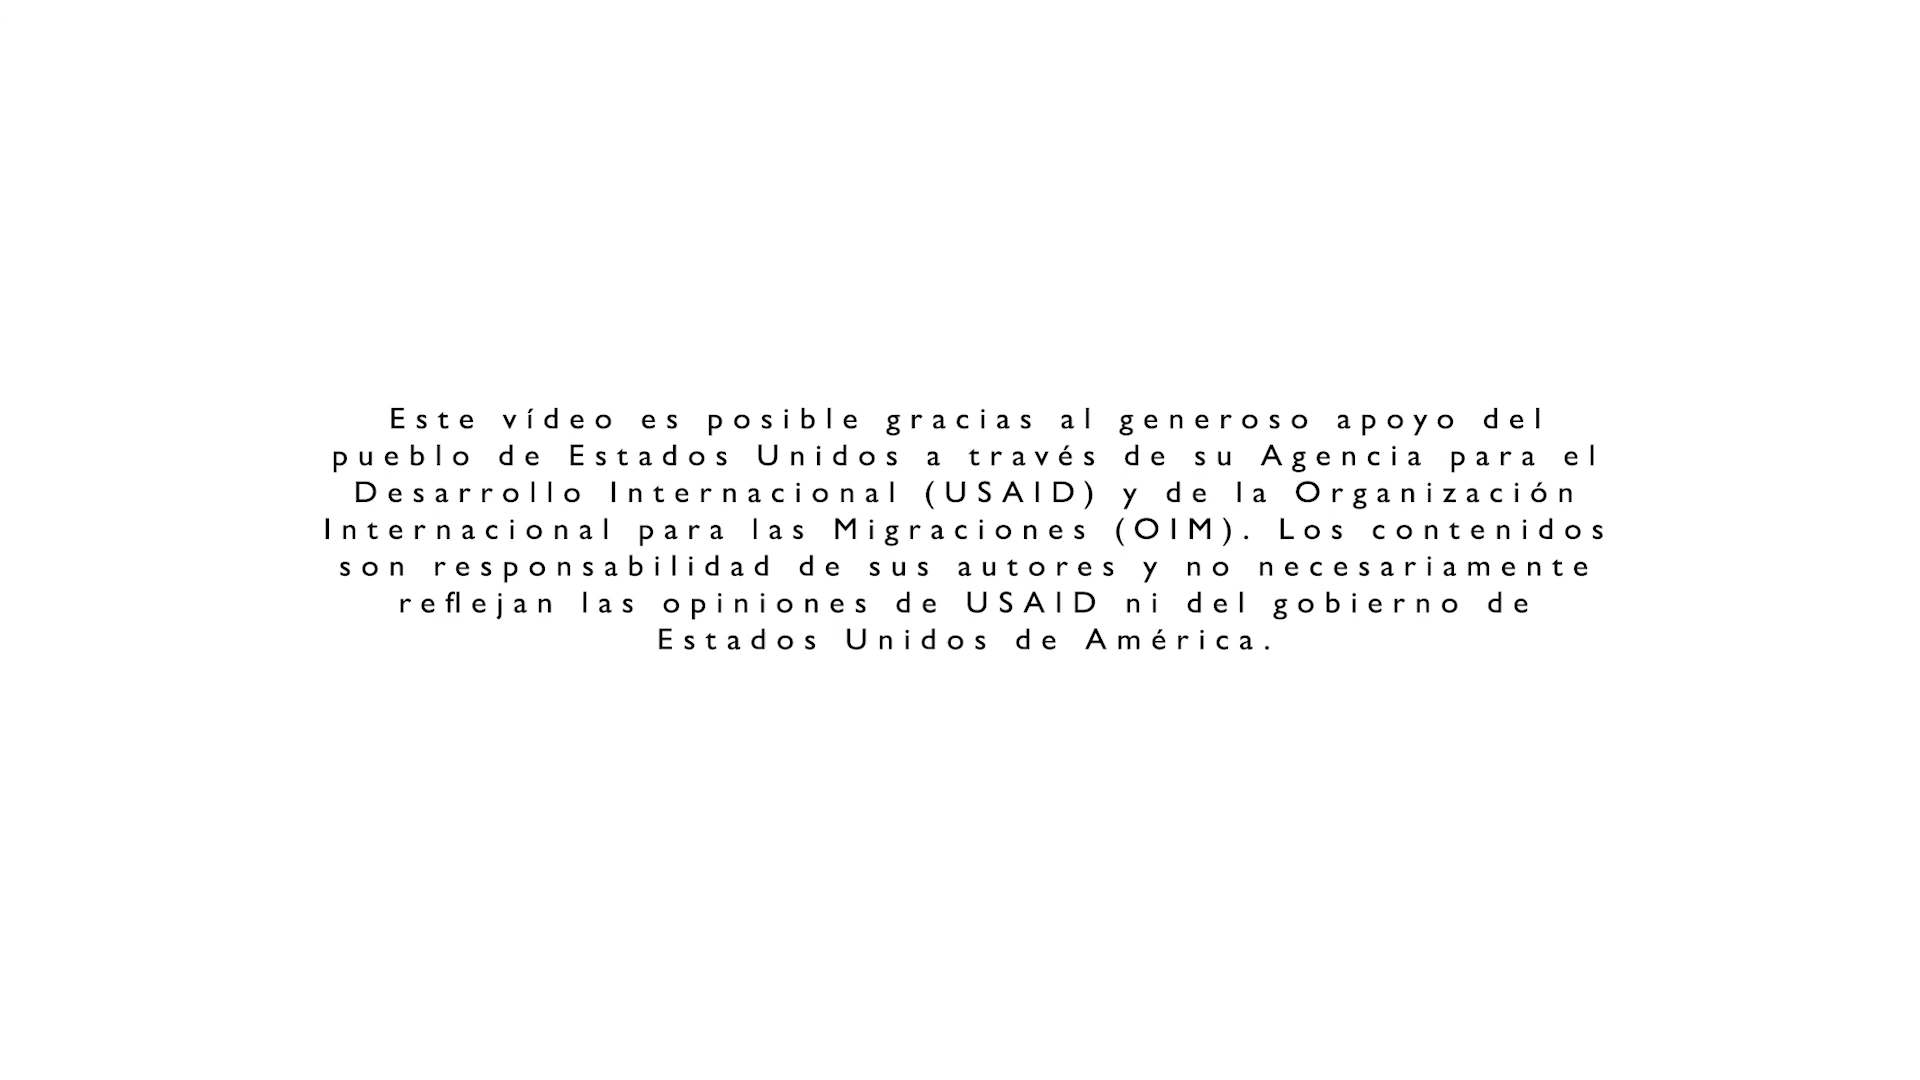 Este vídeo es posible gracias al generoso apoyo del
pueblo de Estados Unidos a través de su Agencia para el
Desarrollo Internacional (USAID) y de la Organización
Internacional para las Migraciones (OIM). Los contenidos
son responsabilidad de sus autores y no necesariamente
reflejan las opiniones de USAID ni del gobierno de
Estados Unidos de América.